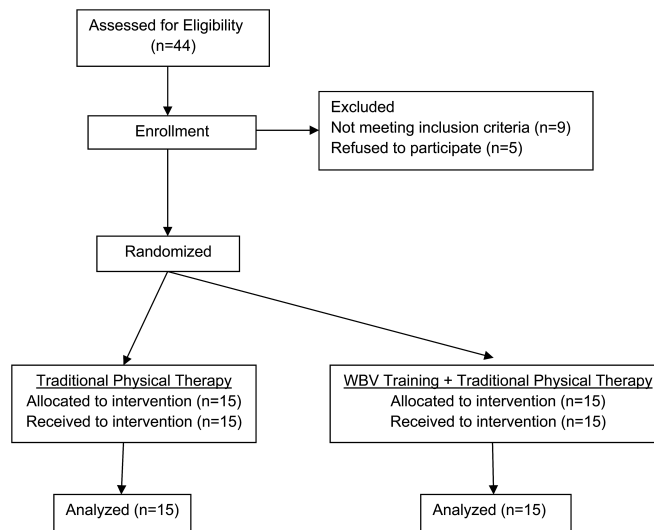 Assessed for Eligibility
(n=44)
Enrollment
Excluded
Not meeting inclusion criteria (n=9)
Refused to participate (n=5)
Randomized
Traditional Physical Therapy
Allocated to intervention (n=15)
Received to intervention (n=15)
WBV Training + Traditional Physical Therapy
Allocated to intervention (n=15)
Received to intervention (n=15)
Analyzed (n=15)
Analyzed (n=15)